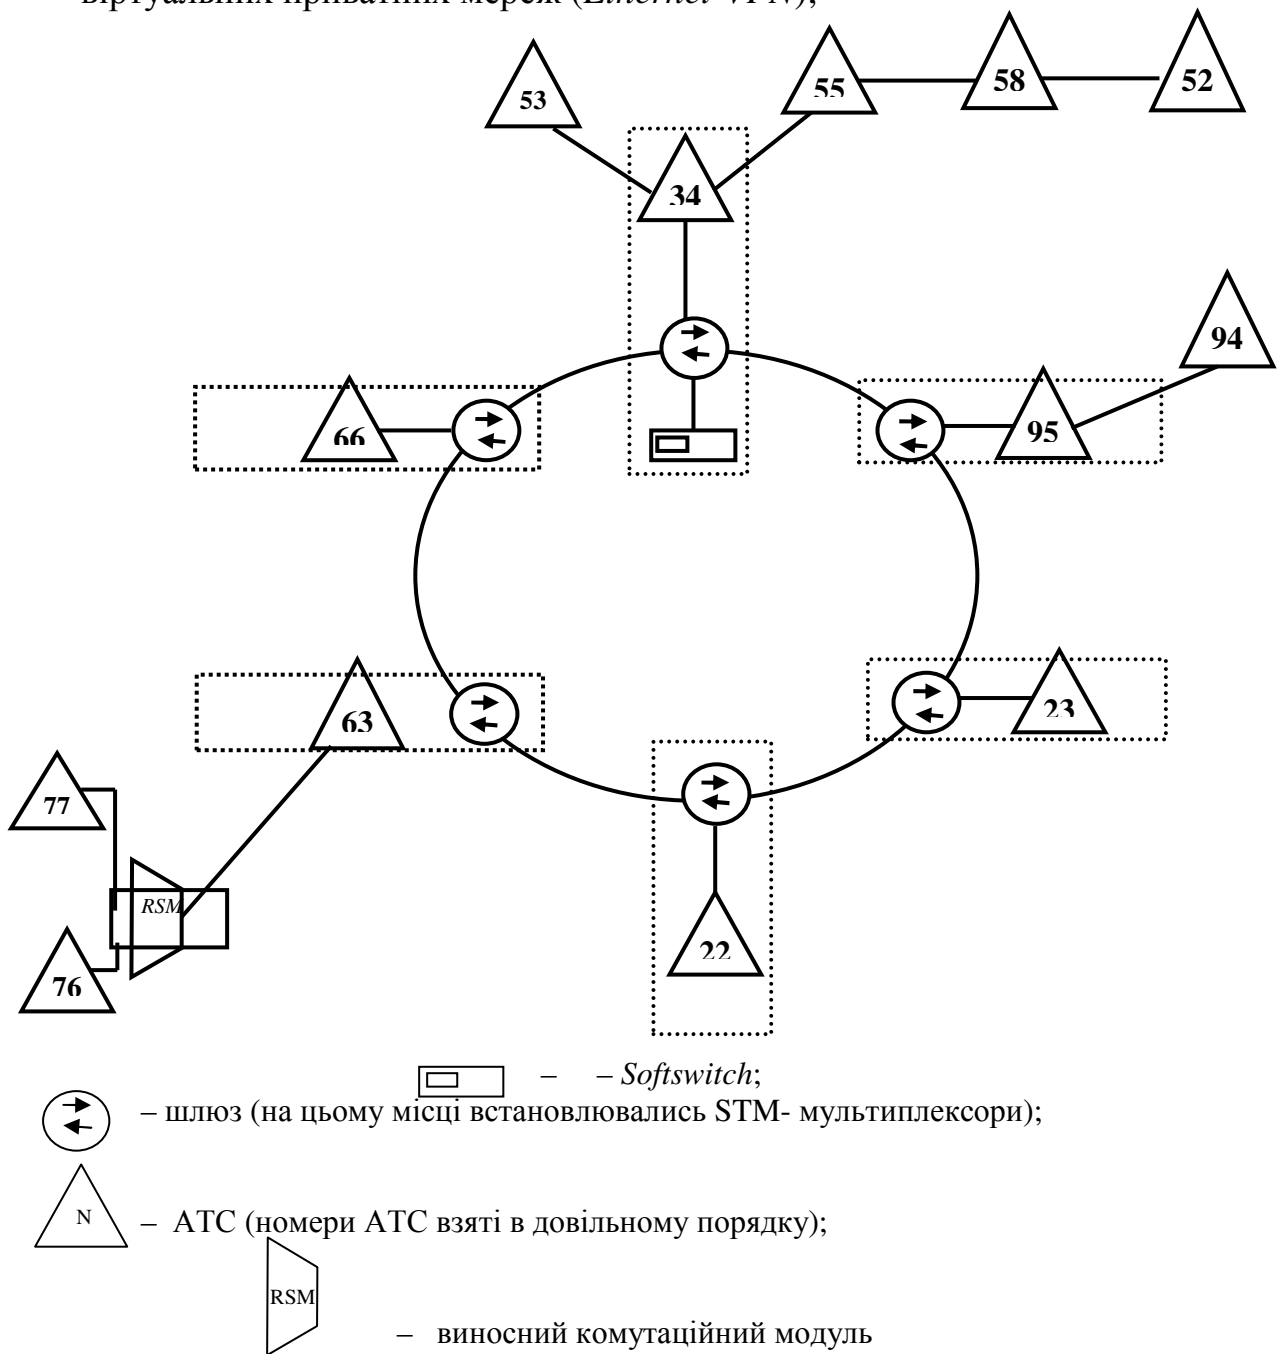 віртуальних приватних мереж (Ethernet VPN);
53
55
58
52
34
94
66
95
63
23
77
RSM
22
76
– – Softswitch;
– шлюз (на цьому місці встановлювались STM- мультиплексори);
N – АТС (номери АТС взяті в довільному порядку);
RSM
– виносний комутаційний модуль